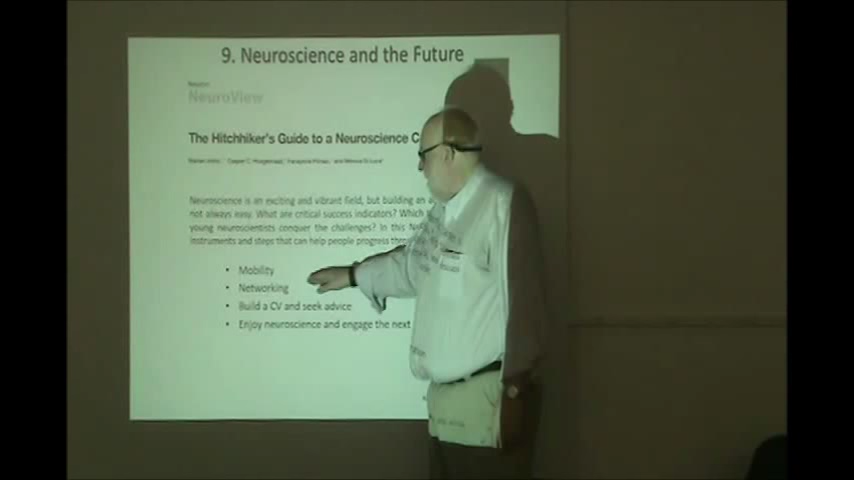 9. Neuroscience and the Future
NeuroView
The Hitchhiker's Guide to a Neuroscience C
Neuroscience is an exciting and vibrant field, but building an
not always easy. What are critical success indicators? Which
young neuroscientists conquer the challenges? In this
instruments and steps that can help people progress
• Mobility
• Networking
• Build a CV and seek advice
• Enjoy neuroscience and engage the next